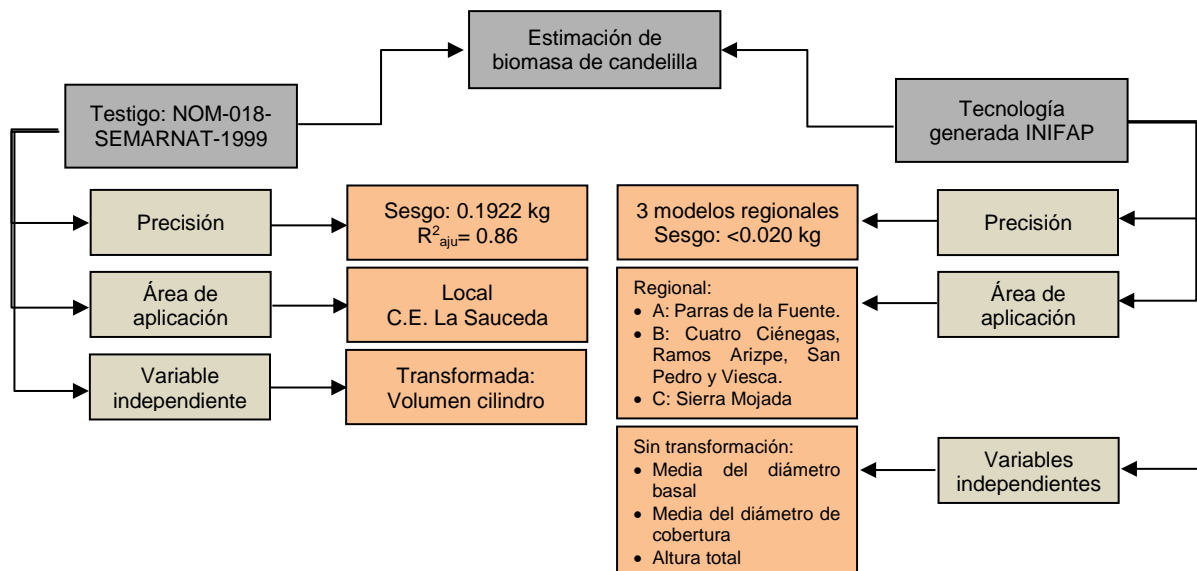 Estimación de
biomasa de candelilla
Testigo: NOM-018-
SEMARNAT-1999
Tecnología
generada INIFAP
Precisión
Sesgo: 0.1922 kg
R²aju= 0.86
3 modelos regionales
Sesgo: <0.020 kg
Precisión
Área de
aplicación
Local
C.E. La Sauceda
Regional:
• A: Parras de la Fuente.
• B: Cuatro Ciénegas,
Ramos Arizpe, San
Pedro y Viesca.
• C: Sierra Mojada
Área de
aplicación
Variable
independiente
Transformada:
Volumen cilindro
Sin transformación:
• Media del diámetro
basal
• Media del diámetro de
cobertura
• Altura total
Variables
independientes